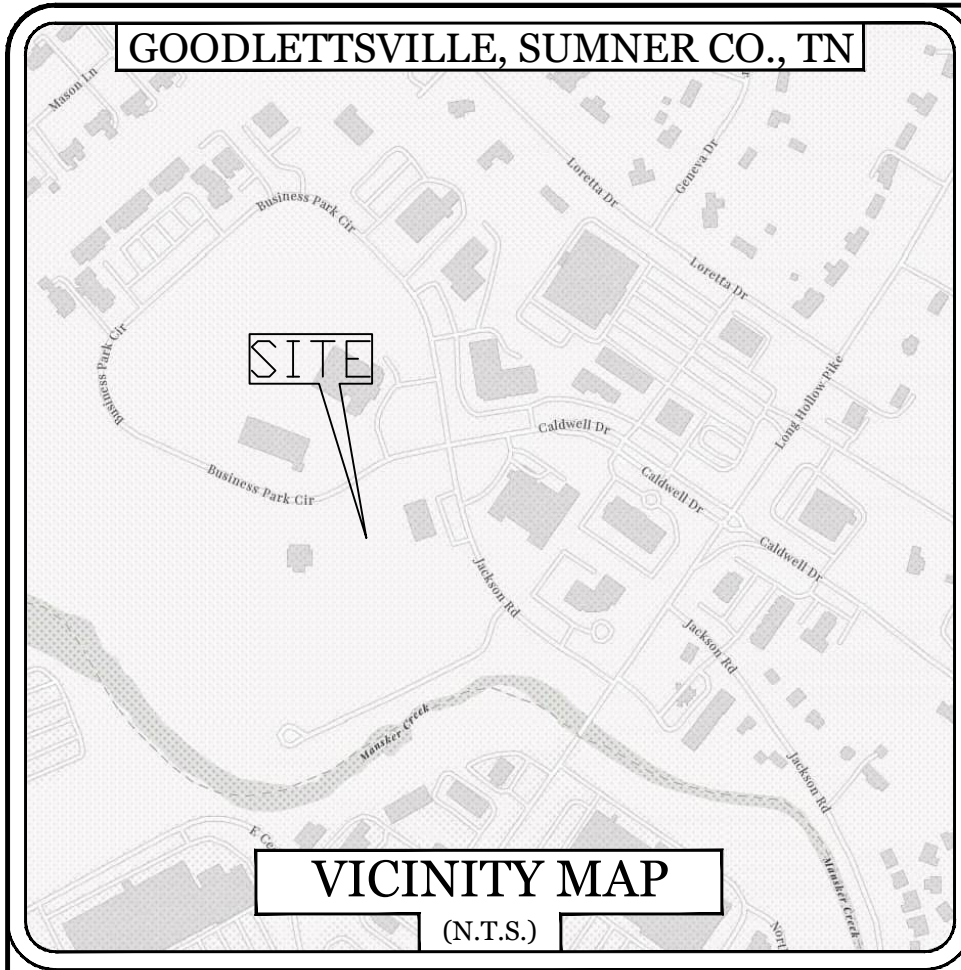 GOODLETTSVILLE, SUMNER CO., TN
Mason Ln
Loretta Dr
Geneva Dr
Business Park Cir
Loretta Dr
Business Park Cir
SITE
Long Hollow Pike
Caldwell Dr
Business Park Cir
Caldwell Dr
Caldwell Dr
Jackson Rd
Jackson Rd
Mansker Creek
Jackson Rd
E Ce
VICINITY MAP
(N.T.S.)
Mansker Creek
Nort